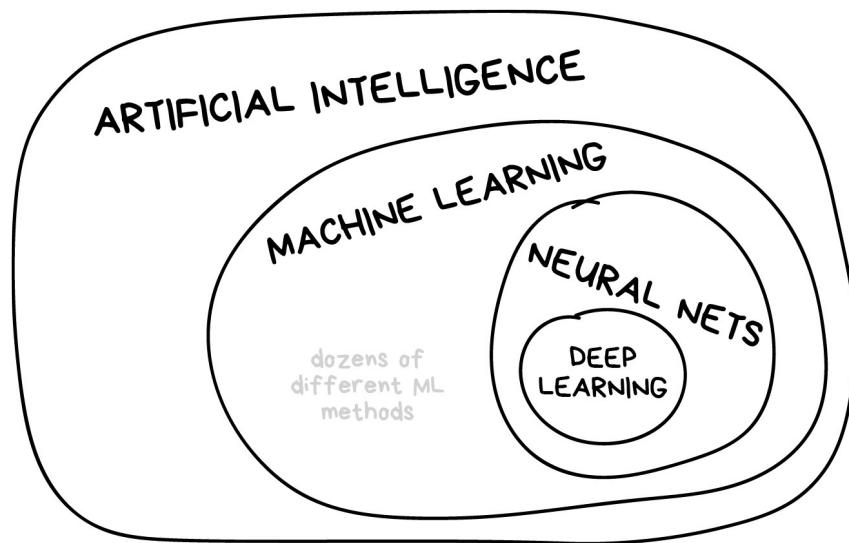 ARTIFICIAL INTELLIGENCE
MACHINE LEARNING
NEURAL NETS
DEEP
LEARNING
dozens of
different ML
methods